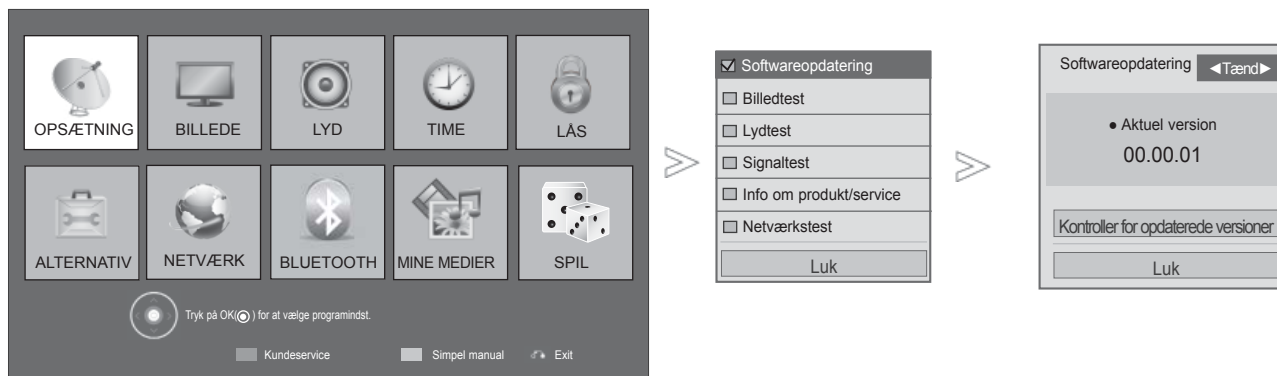 OPSÆTNING
BILLEDE
LYD
TIME
LÅS
ALTERNATIV
NETVÆRK
BLUETOOTH
MINE MEDIER
SPIL
Tryk på OK(◉) for at vælge programindst.
Kundeservice
Simpel manual
Exit
Softwareopdatering
Billedtest
Lydtest
Signaltest
Info om produkt/service
Netværkstest
Luk
Softwareopdatering ◄Tænd►
• Aktuel version
00.00.01
Kontroller for opdaterede versioner
Luk